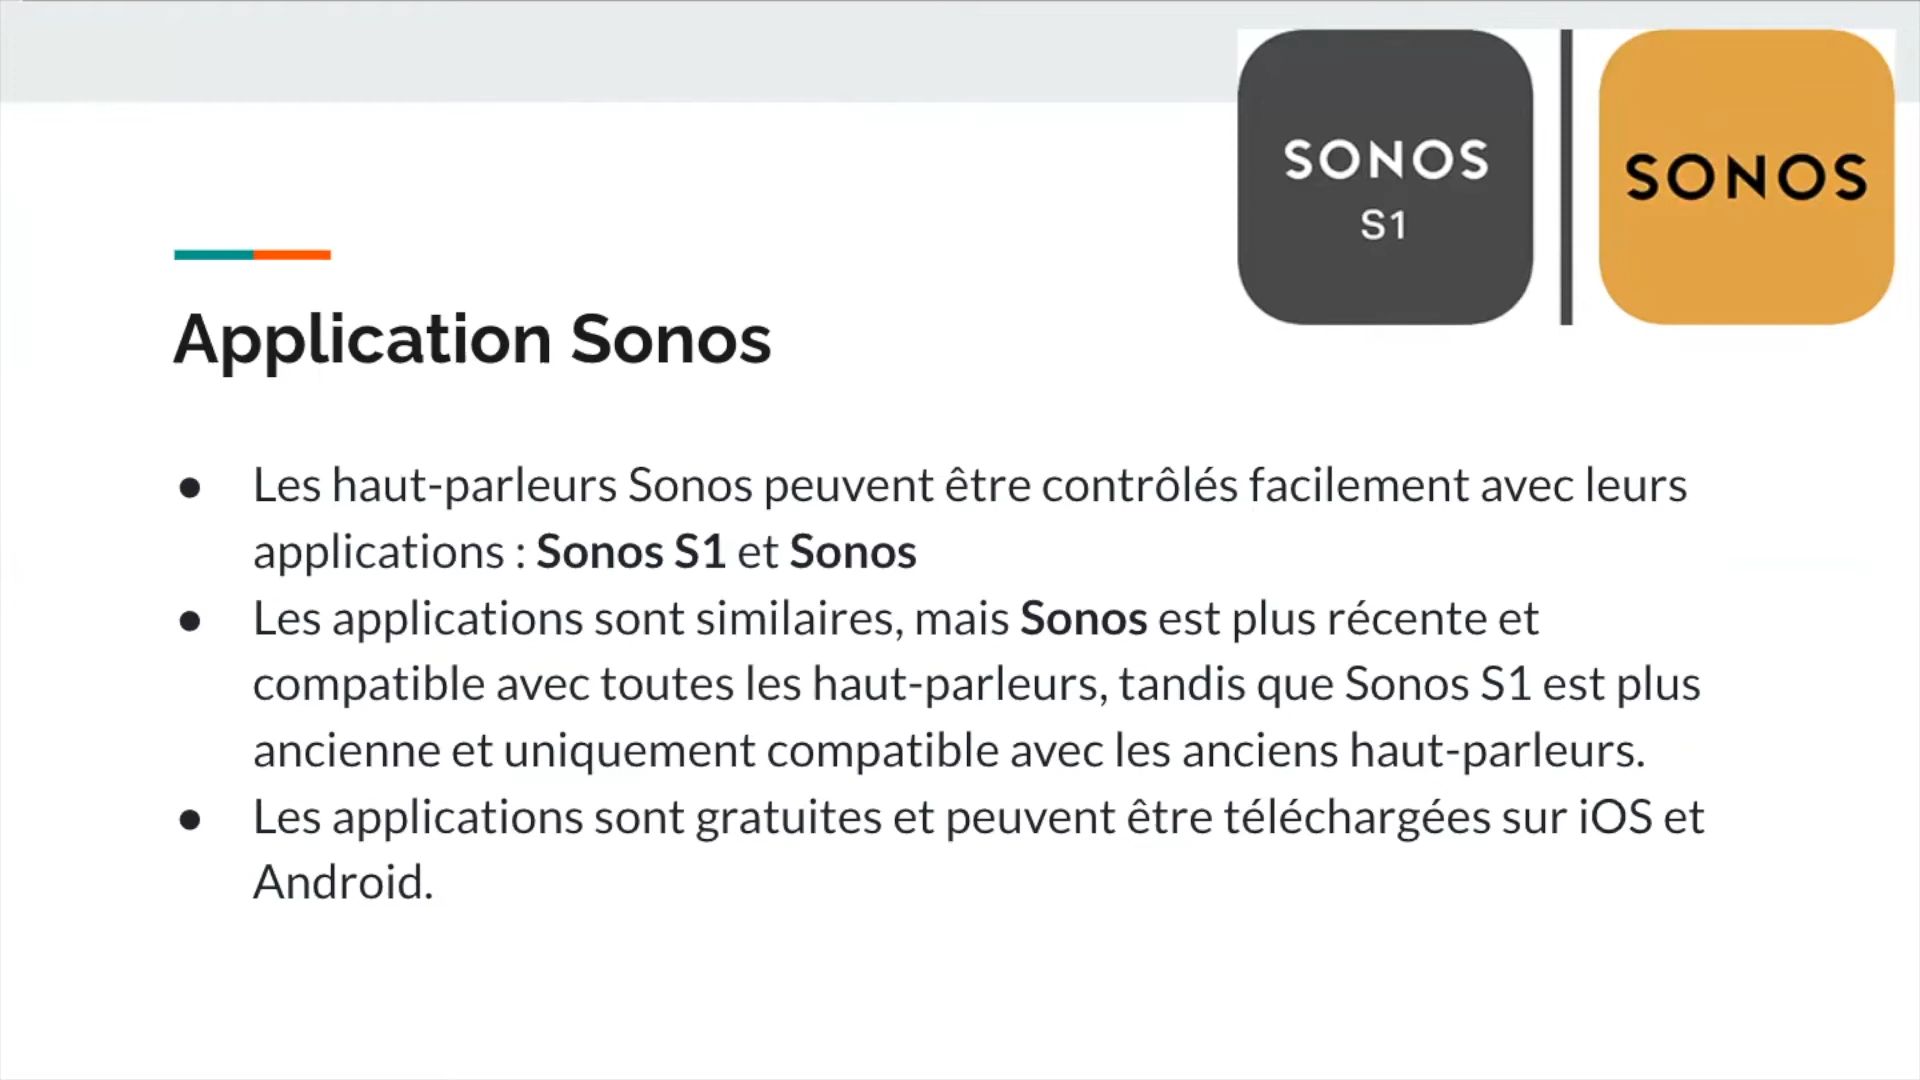 SONOS
S1
SONOS
Application Sonos
● Les haut-parleurs Sonos peuvent être contrôlés facilement avec leurs
applications : Sonos S1 et Sonos
● Les applications sont similaires, mais Sonos est plus récente et
compatible avec toutes les haut-parleurs, tandis que Sonos S1 est plus
ancienne et uniquement compatible avec les anciens haut-parleurs.
● Les applications sont gratuites et peuvent être téléchargées sur iOS et
Android.